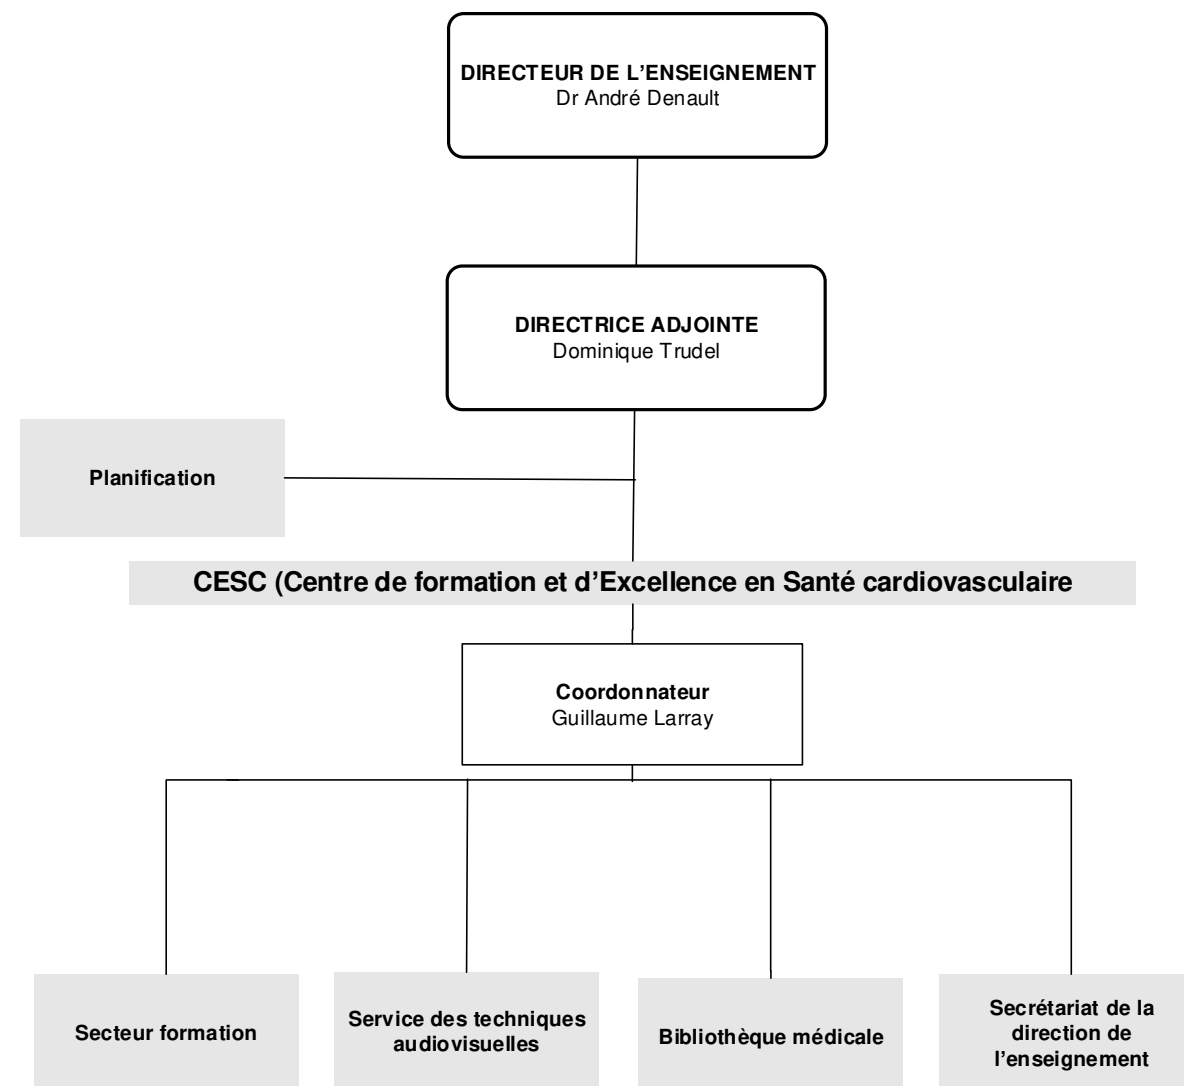 DIRECTEUR DE L’ENSEIGNEMENT
Dr André Denault
DIRECTRICE ADJOINTE
Dominique Trudel
Planification
CESC (Centre de formation et d’Excellence en Santé cardiovasculaire
Coordonnateur
Guillaume Larray
Secteur formation
Service des techniques
audiovisuelles
Bibliothèque médicale
Secrétariat de la
direction de
l’enseignement